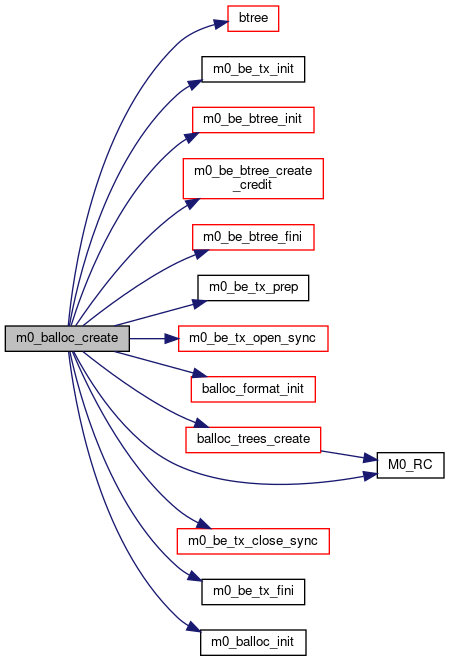 btree
m0_be_tx_init
m0_be_btree_init
m0_be_btree_create
_credit
m0_be_btree_fini
m0_be_tx_prep
m0_balloc_create
m0_be_tx_open_sync
balloc_format_init
balloc_trees_create
M0_RC
m0_be_tx_close_sync
m0_be_tx_fini
m0_balloc_init